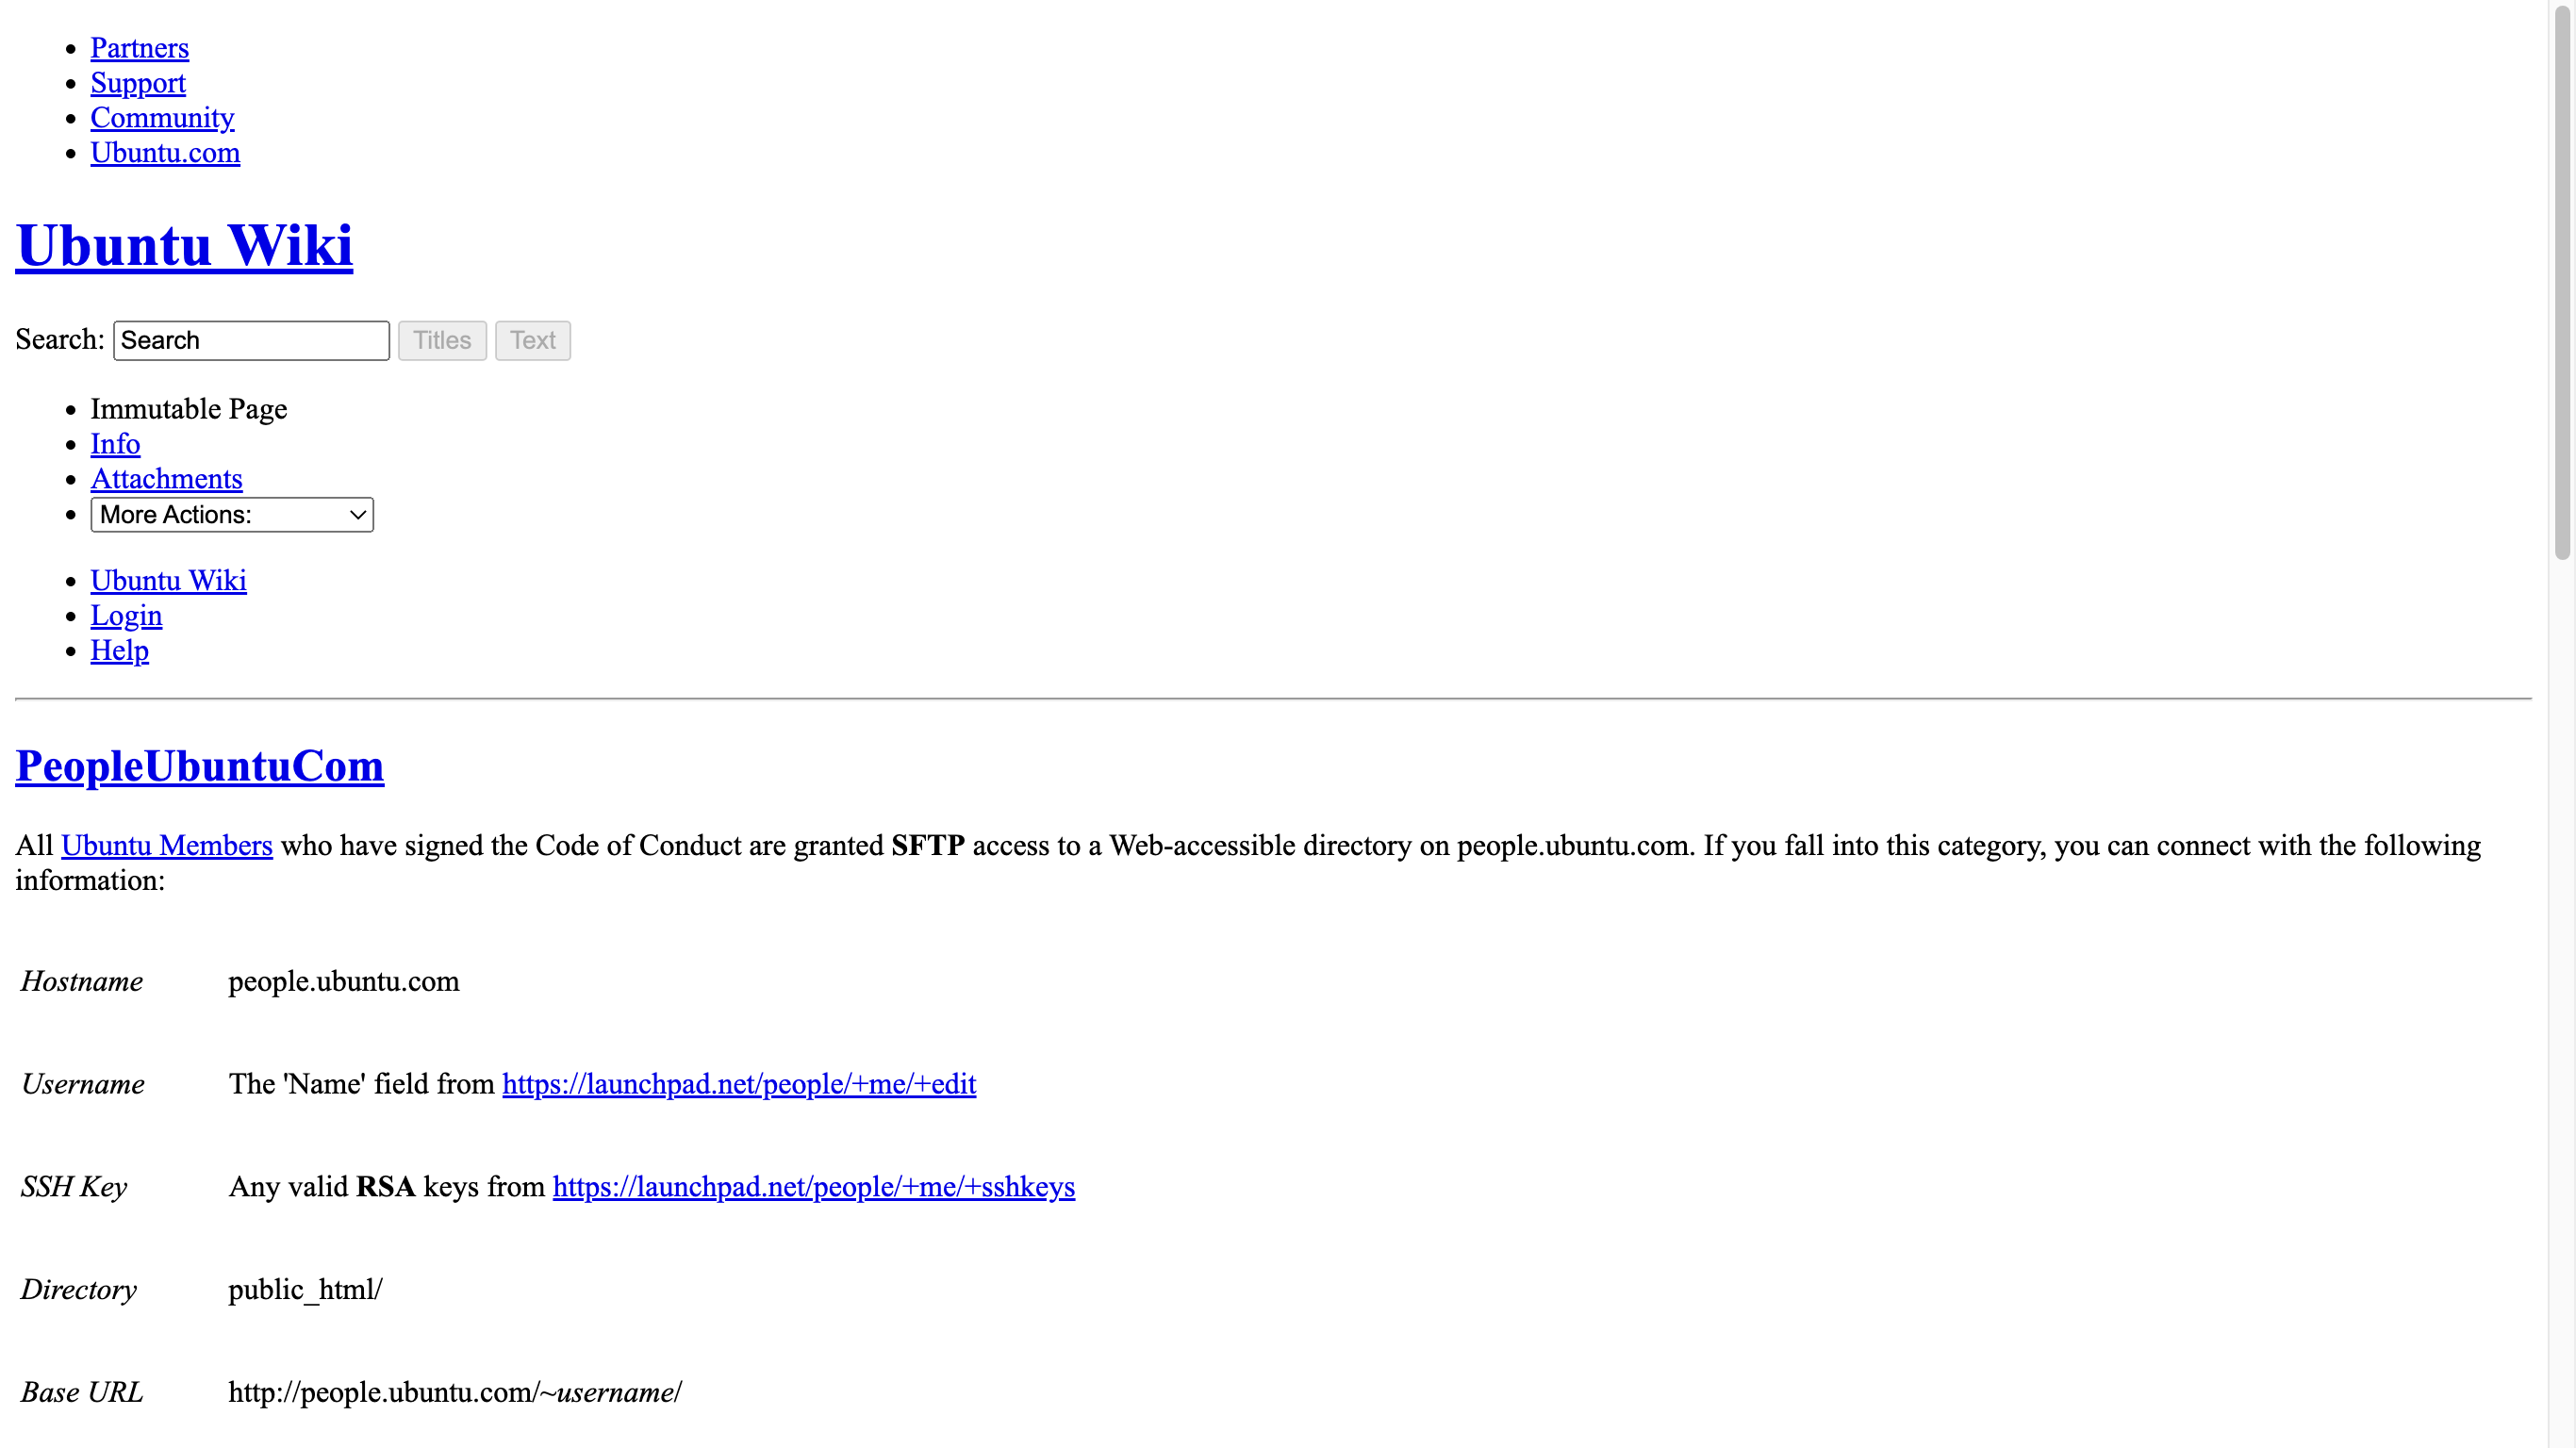 Partners
Support
Community
Ubuntu.com
Ubuntu Wiki
Search: Search Titles Text
Immutable Page
Info
Attachments
More Actions:
Ubuntu Wiki
Login
Help
PeopleUbuntuCom
All Ubuntu Members who have signed the Code of Conduct are granted SFTP access to a Web-accessible directory on people.ubuntu.com. If you fall into this category, you can connect with the following
information:
Hostname people.ubuntu.com
Username The 'Name' field from https://launchpad.net/people/+me/+edit
SSH Key Any valid RSA keys from https://launchpad.net/people/+me/+sshkeys
Directory public_html/
Base URL http://people.ubuntu.com/~username/